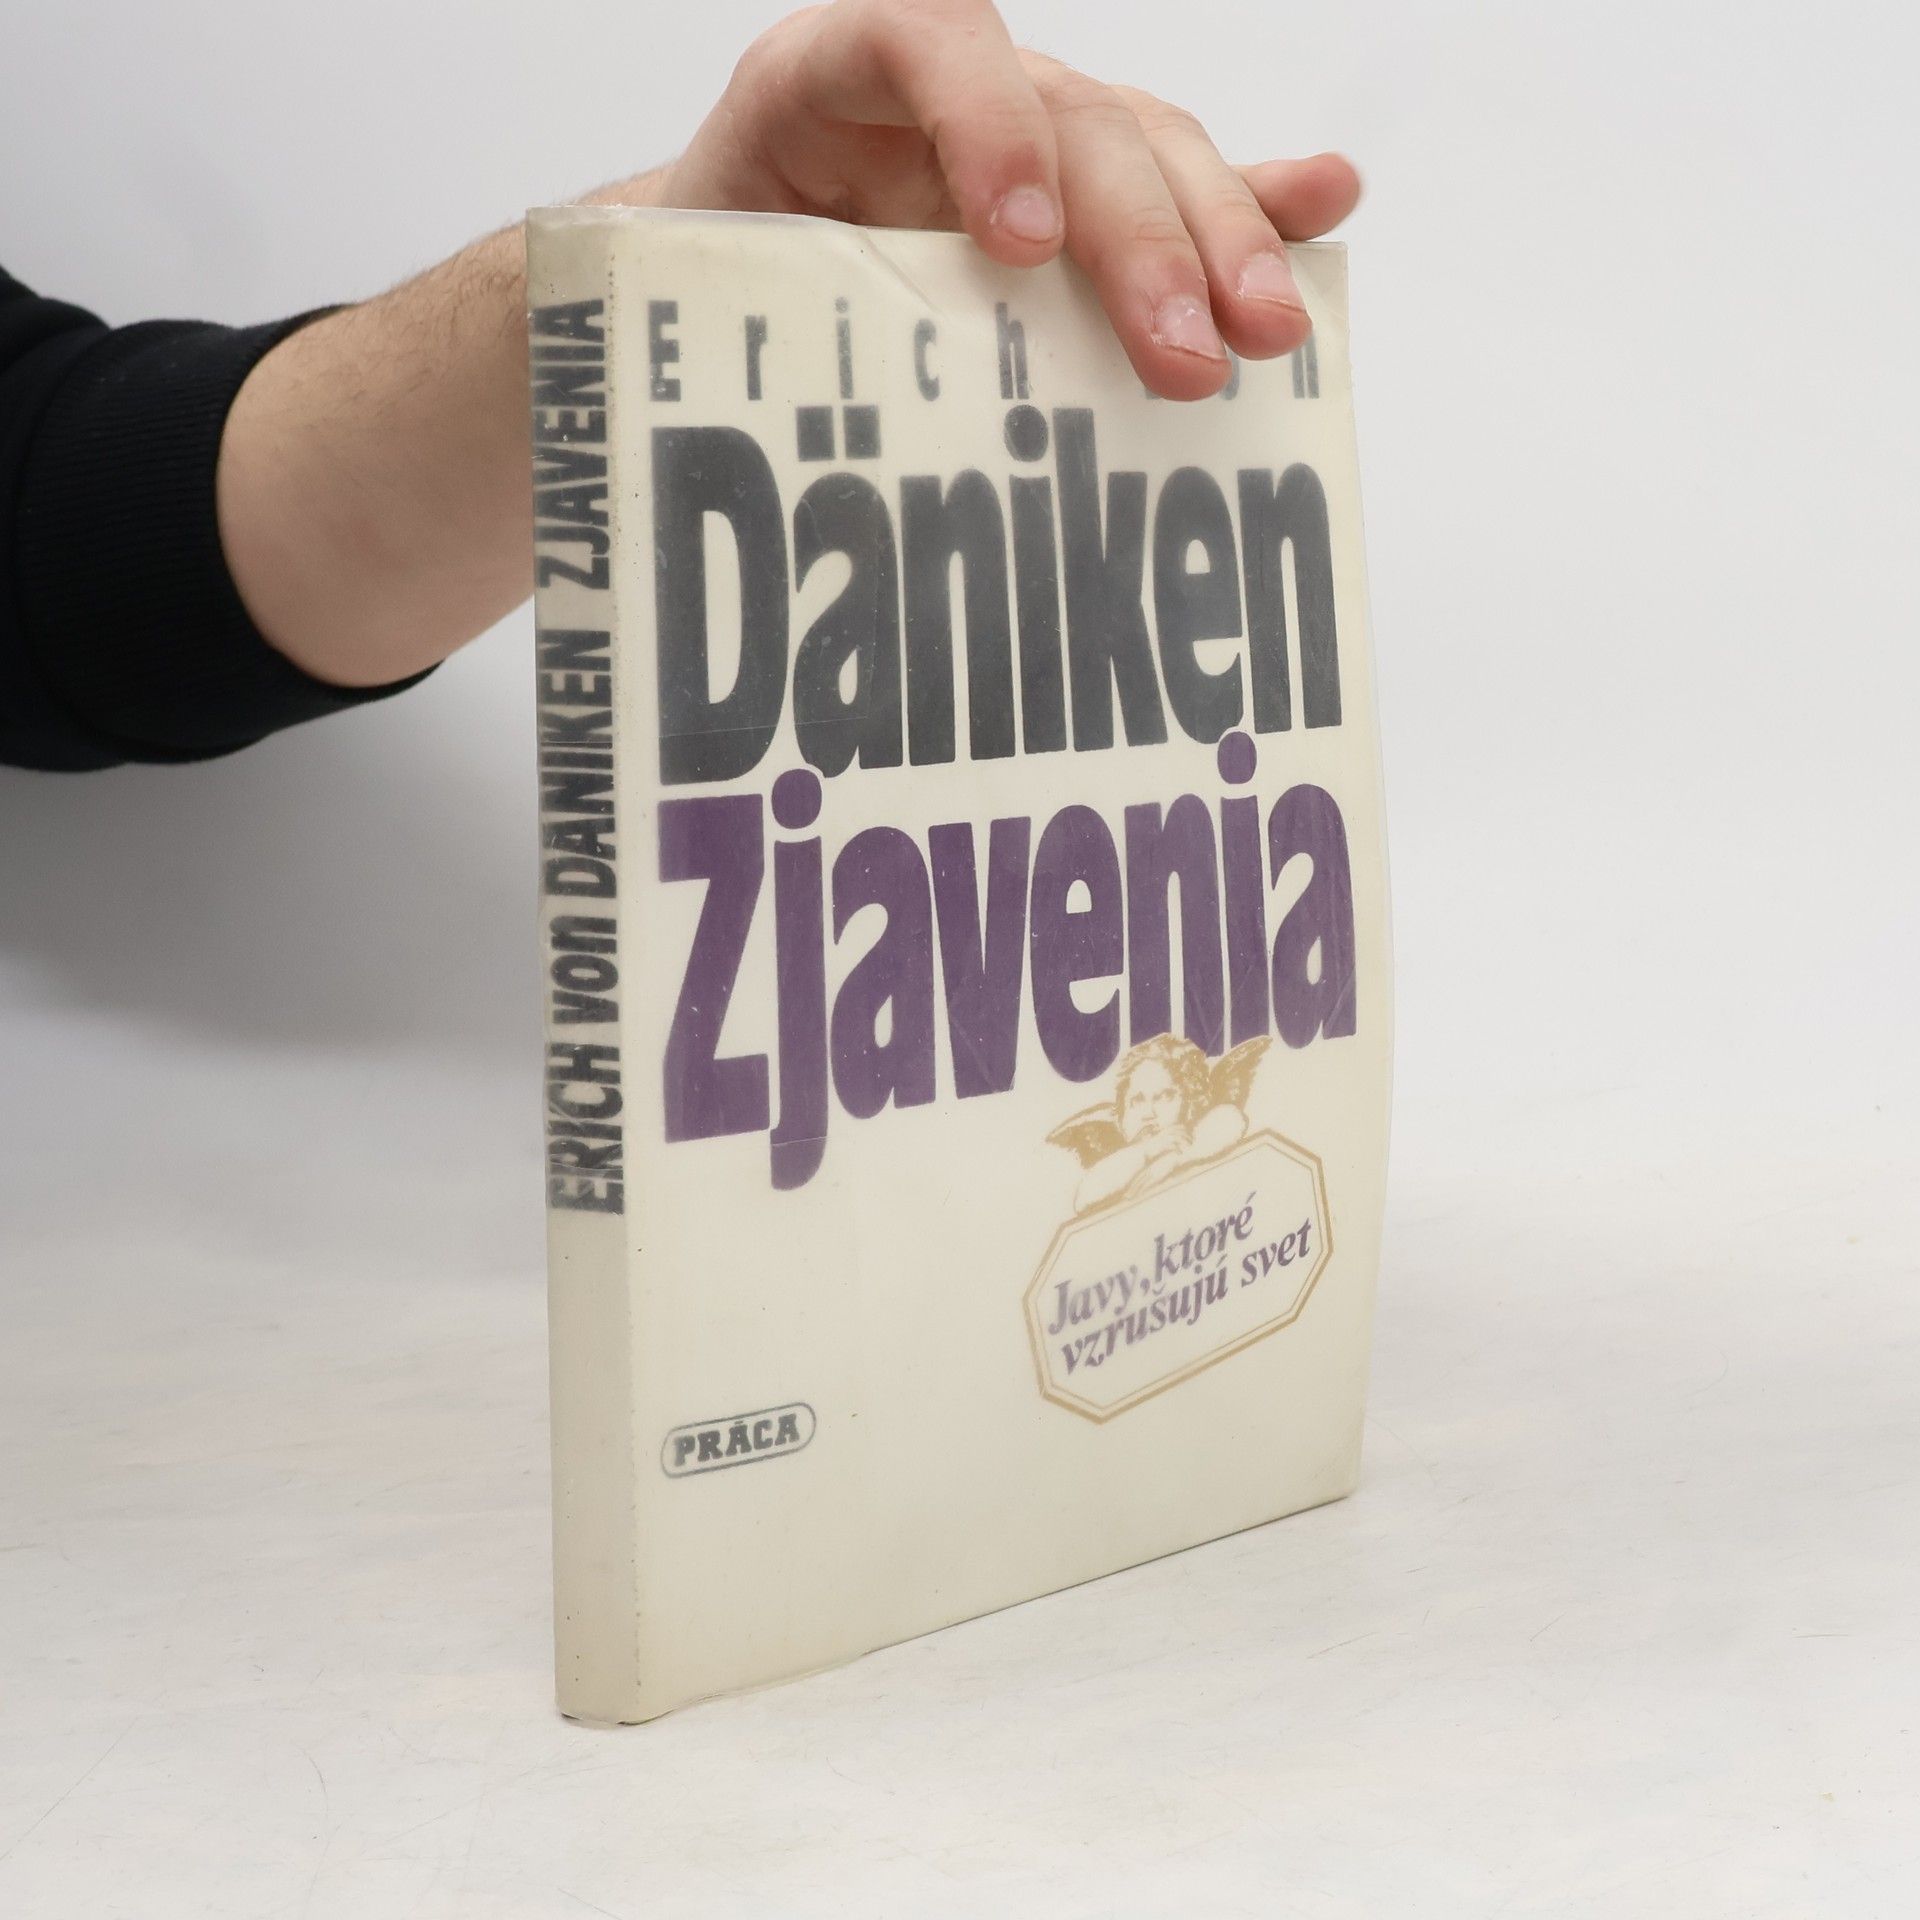 ERICH von DÄNIKEN ZJAVENIA
Erich von
Däniken
Zjavenia
Javy, ktoré
vzrušujú svet
PRÁCA